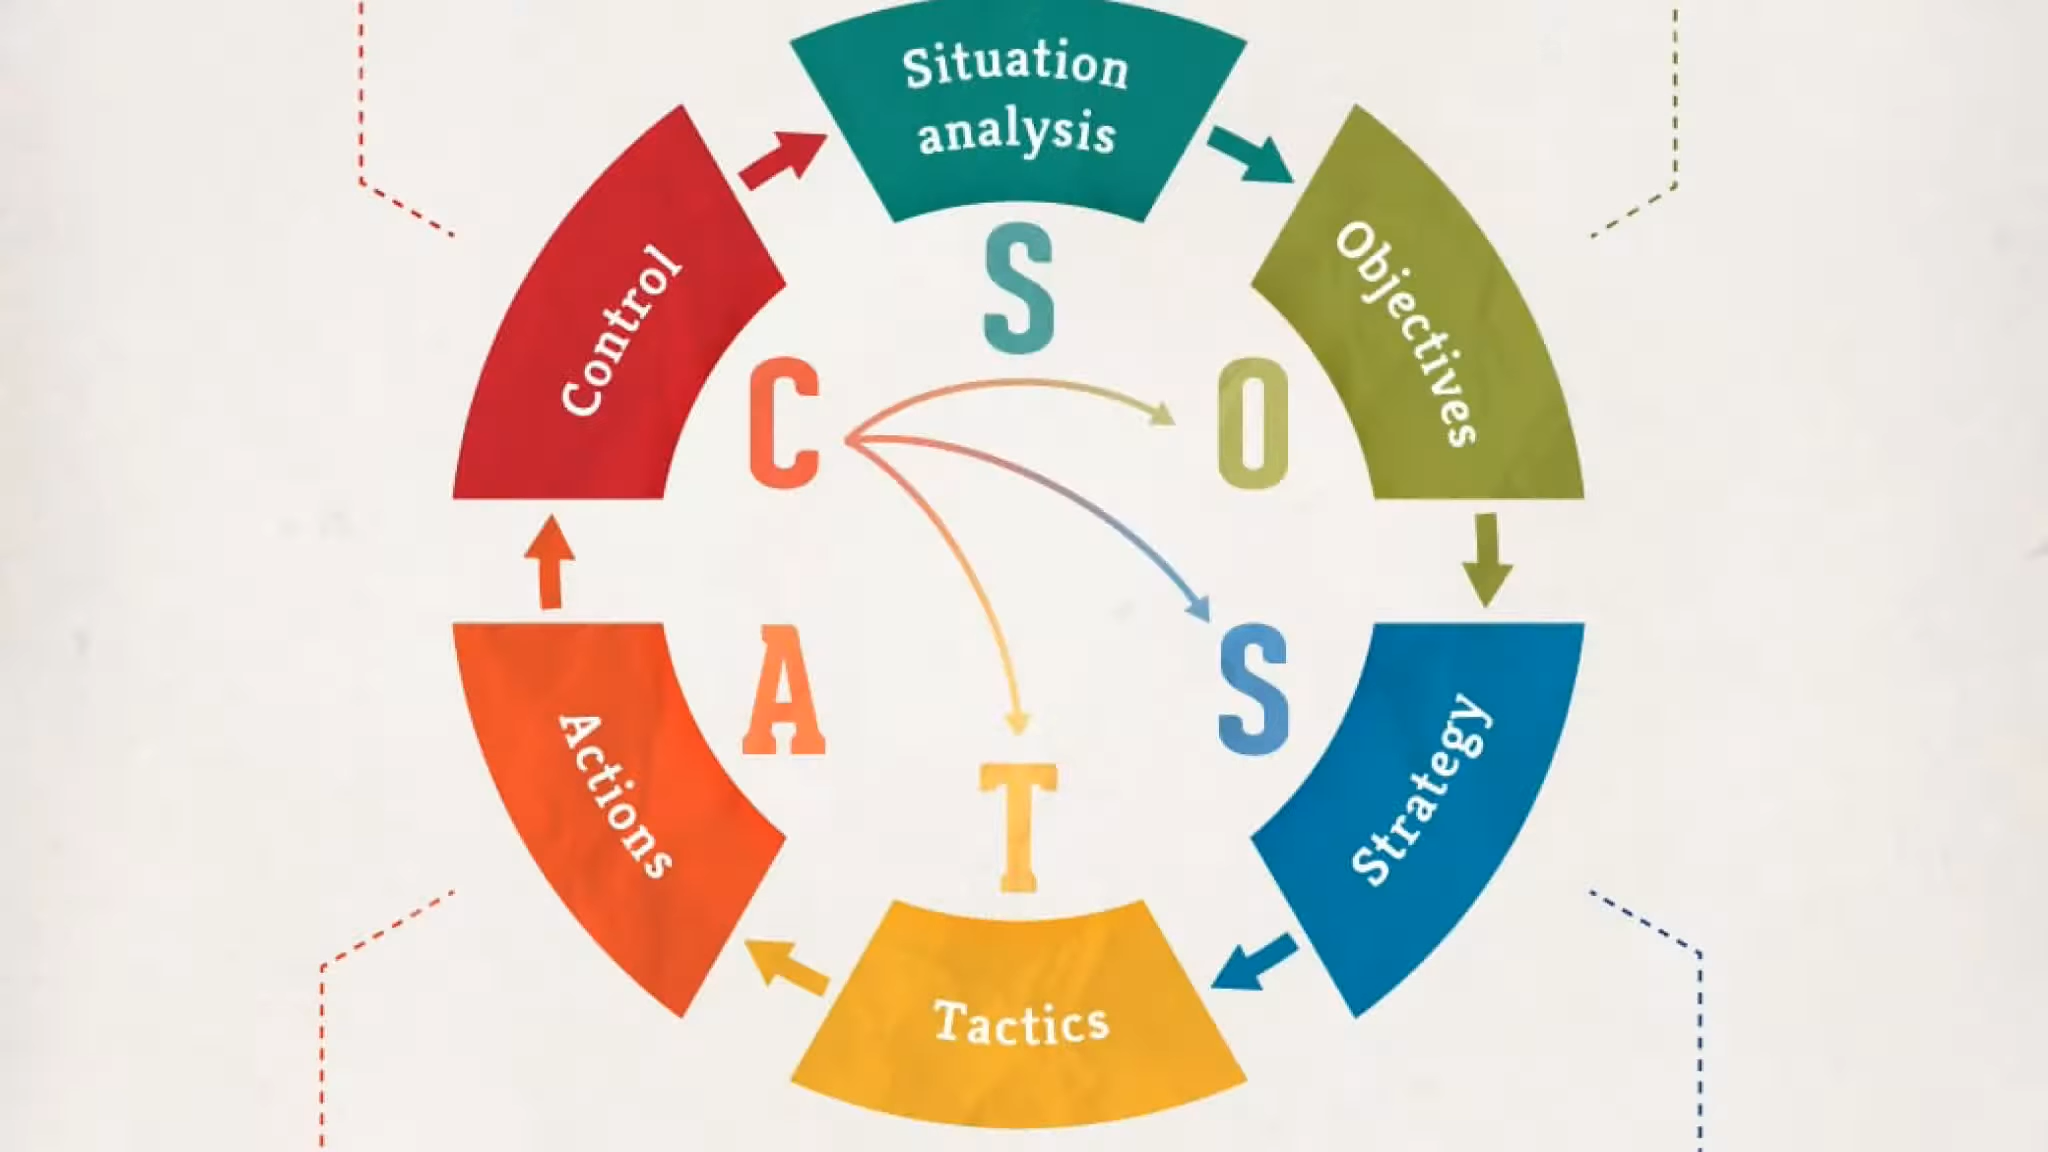 Situation
analysis
Objectives
Strategy
Tactics
Actions
Control
S
O
S
T
A
C